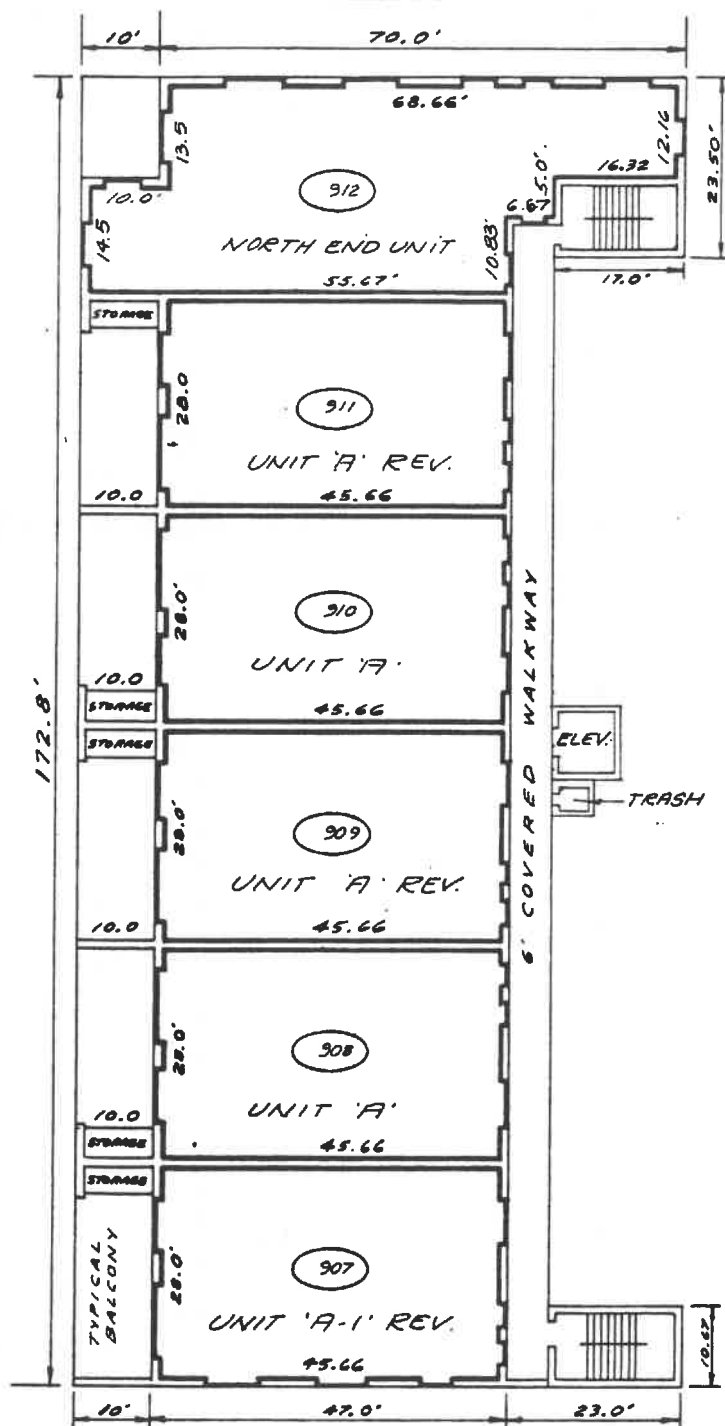 10'
70.0'
68.66'
13.5
12.16
23.50'
10.0'
912
5.0'
16.32
6.67
14.5
NORTH END UNIT
10.83'
55.67'
17.0'
STORAGE
911
28.0
UNIT 'A' REV.
10.0
45.66
910
28.0'
UNIT 'A'
10.0
STORAGE
45.66
172.8'
6' COVERED WALKWAY
STORAGE
ELEV.
TRASH
909
28.0'
UNIT 'A' REV.
10.0
45.66
908
28.0'
UNIT 'A'
10.0
STORAGE
45.66
STORAGE
TYPICAL
BALCONY
907
28.0'
UNIT 'A-1' REV.
45.66
10.67
10'
47.0'
23.0'